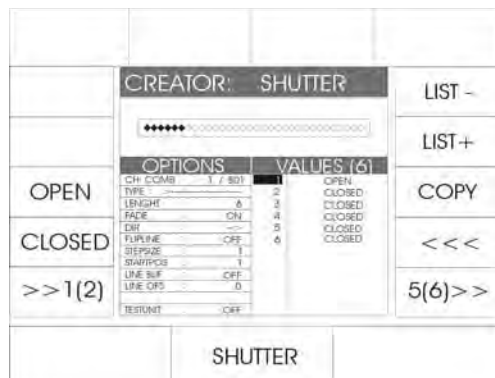 CREATOR: SHUTTER
LIST -
LIST+
OPTIONS VALUES (6)
CH COMB 1 / 801 1 OPEN
TYPE 2 CLOSED
LENGHT 6 3 CLOSED
FADE ON 4 CLOSED
DIR --> 5 CLOSED
FLIPLINE OFF 6 CLOSED
STEPSIZE 1
STARTPOS 1
LINE BUF OFF
LINE OFS 0
TESTUNIT OFF
OPEN
CLOSED
>>1(2)
COPY
<<<
5(6)>>
SHUTTER